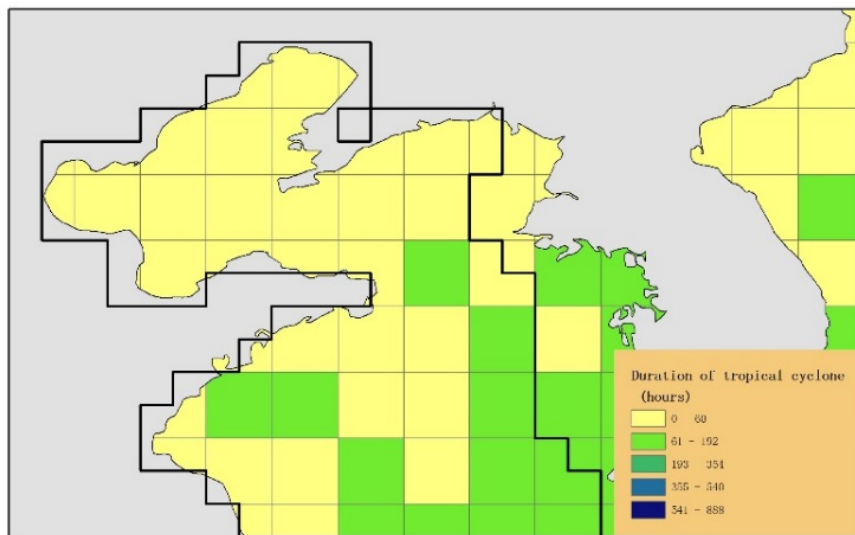 Duration of tropical cyclone
(hours)
0 60
61 - 192
193 354
355 - 540
541 - 888